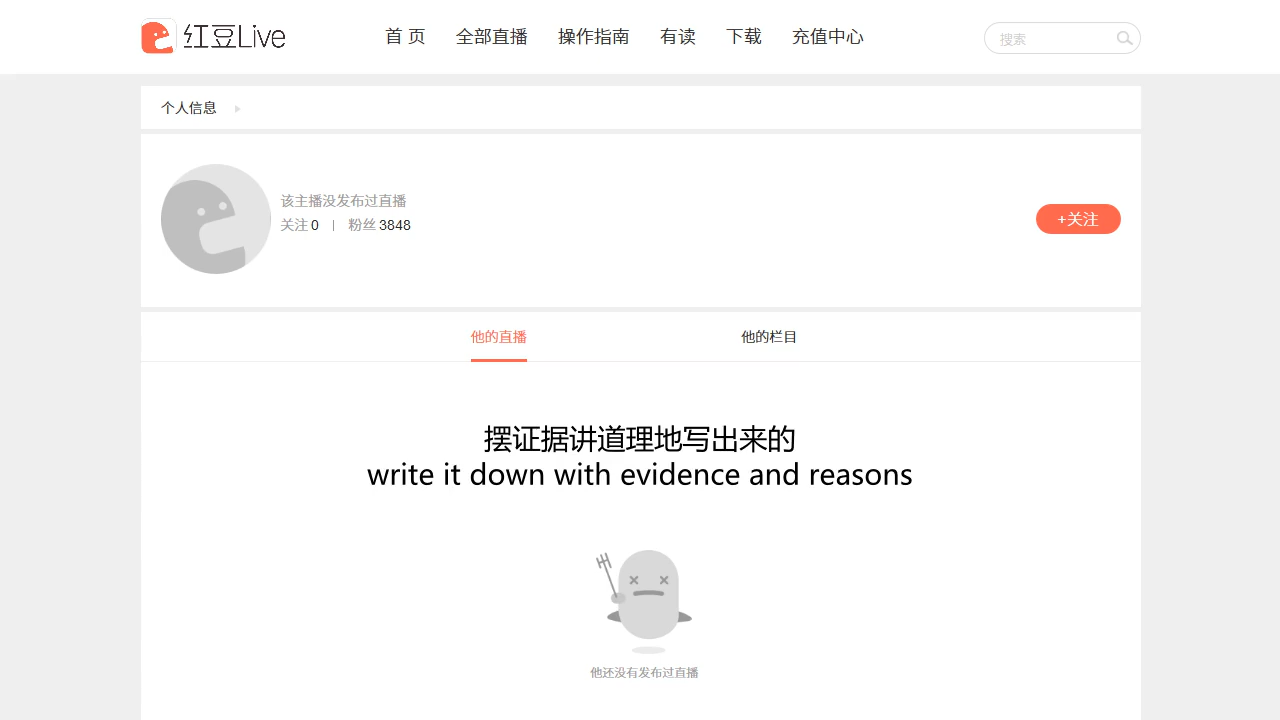 红豆Live
首 页
全部直播
操作指南
有读
下载
充值中心
搜索
个人信息
该主播没发布过直播
关注 0 | 粉丝 3848
+关注
他的直播
他的栏目
摆证据讲道理地写出来的
write it down with evidence and reasons
他还没有发布过直播